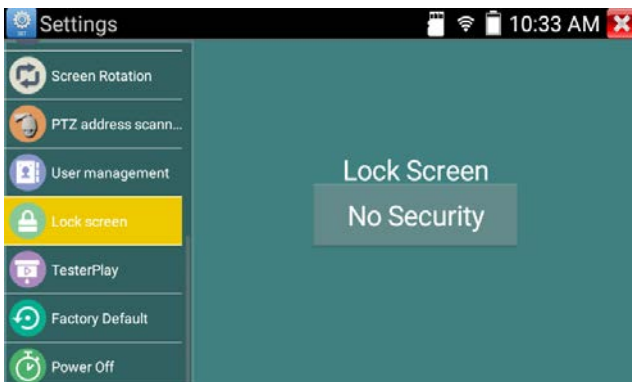 Settings
10:33 AM
Screen Rotation
PTZ address scann...
User management
Lock screen
TesterPlay
Factory Default
Power Off
Lock Screen
No Security